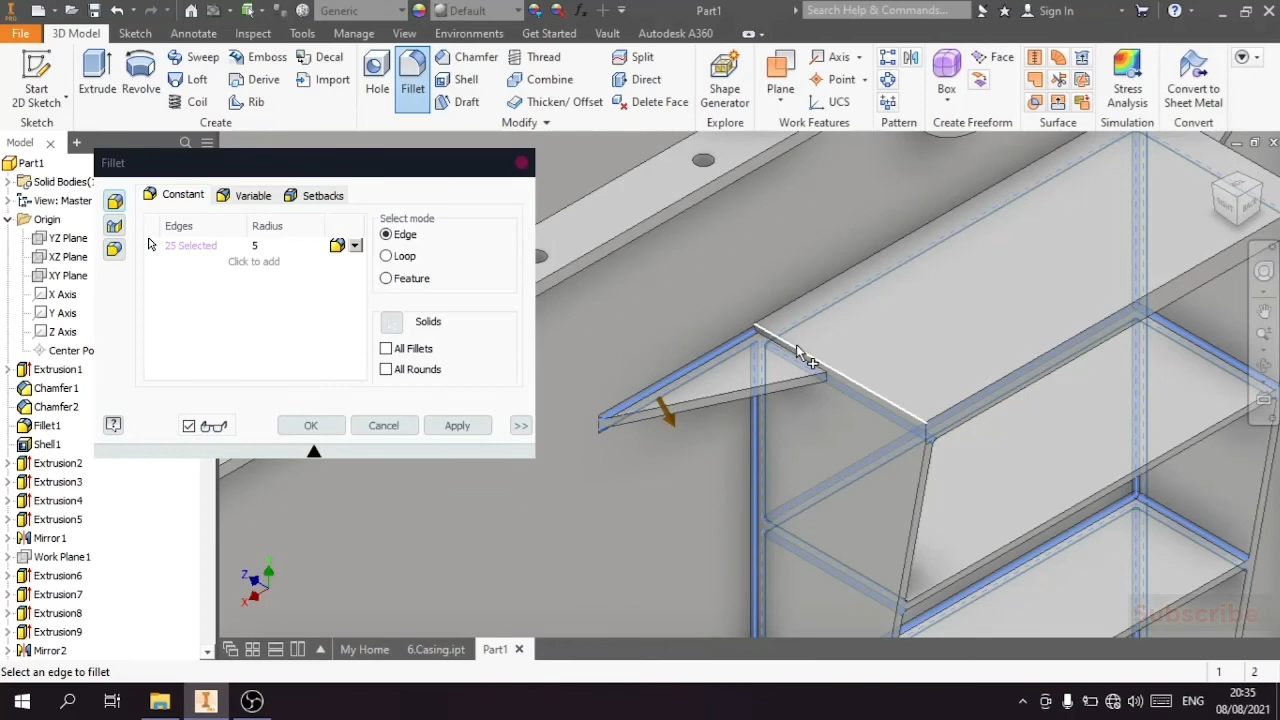 Generic
Default
Part1
Search Help & Commands...
Sign In
File
3D Model
Sketch
Annotate
Inspect
Tools
Manage
View
Environments
Get Started
Vault
Autodesk A360
Start
2D Sketch
Sketch
Extrude
Revolve
Sweep
Loft
Coil
Emboss
Derive
Rib
Decal
Import
Create
Hole
Fillet
Chamfer
Shell
Draft
Thread
Combine
Thicken/ Offset
Split
Direct
Delete Face
Modify
Shape
Generator
Explore
Plane
Axis
Point
UCS
Work Features
Pattern
Box
Face
Create Freeform
Surface
Stress
Analysis
Simulation
Convert to
Sheet Metal
Convert
Model
Part1
Solid Bodies(
View: Master
Origin
YZ Plane
XZ Plane
XY Plane
X Axis
Y Axis
Z Axis
Center Po
Extrusion1
Chamfer1
Chamfer2
Fillet1
Shell1
Extrusion2
Extrusion3
Extrusion4
Extrusion5
Mirror1
Work Plane1
Extrusion6
Extrusion7
Extrusion8
Extrusion9
Mirror2
Fillet
Constant
Variable
Setbacks
Edges
Radius
25 Selected
5
Click to add
Select mode
Edge
Loop
Feature
Solids
All Fillets
All Rounds
OK
Cancel
Apply
>>
RIGHT
BACK
Z
X
Subscribe
My Home
6.Casing.ipt
Part1
Select an edge to fillet
1
2
ENG
20:35
08/08/2021